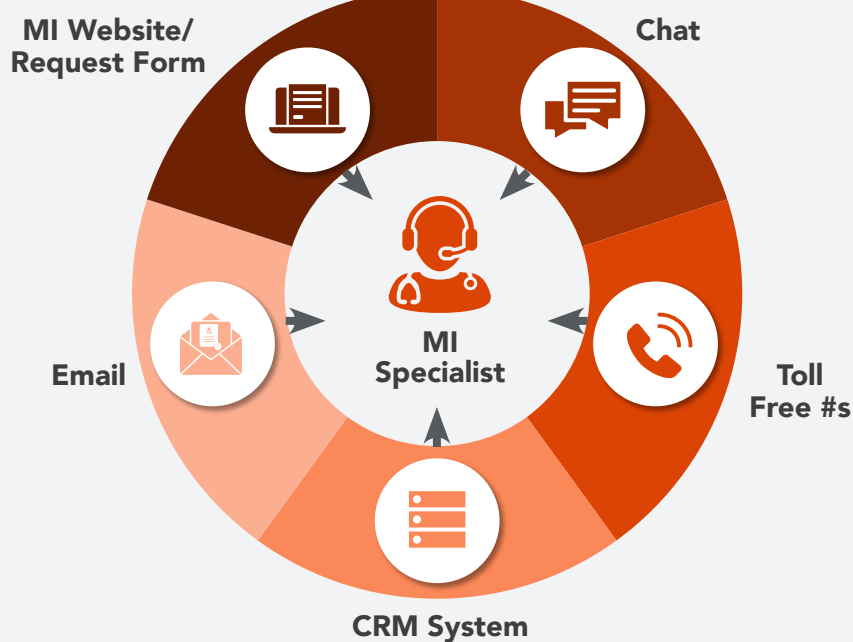 MI Website/
Request Form
Chat
MI
Specialist
Email
Toll
Free #s
CRM System